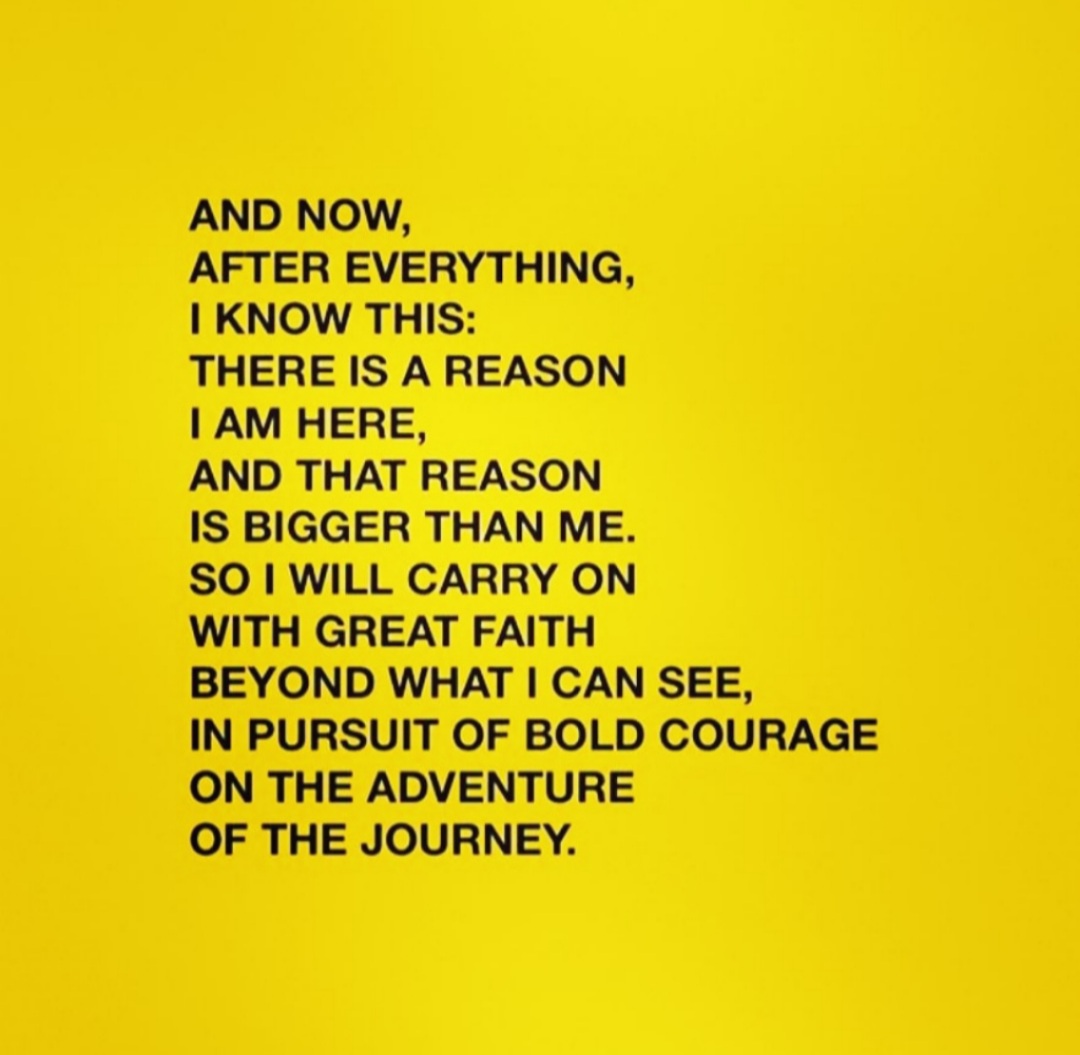 AND NOW,
AFTER EVERYTHING,
I KNOW THIS:
THERE IS A REASON
I AM HERE,
AND THAT REASON
IS BIGGER THAN ME.
SO I WILL CARRY ON
WITH GREAT FAITH
BEYOND WHAT I CAN SEE,
IN PURSUIT OF BOLD COURAGE
ON THE ADVENTURE
OF THE JOURNEY.